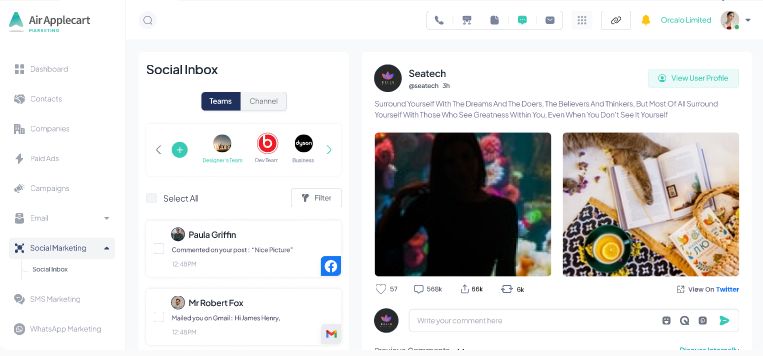 Air Applecart
MARKETING
Orcalo Limited
Dashboard
Contacts
Companies
Paid Ads
Campaigns
Email
Social Marketing
Social Inbox
SMS Marketing
WhatsApp Marketing
Social Inbox
Teams
Channel
Designer's Team
Dev Team
dyson
Business
Select All
Filter
Paula Griffin
Commented on your post : "Nice Picture"
12:48PM
Mr Robert Fox
Mailed you on Gmail : Hi James Henry,
12:48PM
Seatech
@seatech 3h
View User Profile
Surround Yourself With The Dreams And The Doers, The Believers And Thinkers, But Most Of All Surround
Yourself With Those Who See Greatness Within You, Even When You Don't See It Yourself
57
568k
66k
6k
View On Twitter
Write your comment here
Previous Comments
Discuss Internally